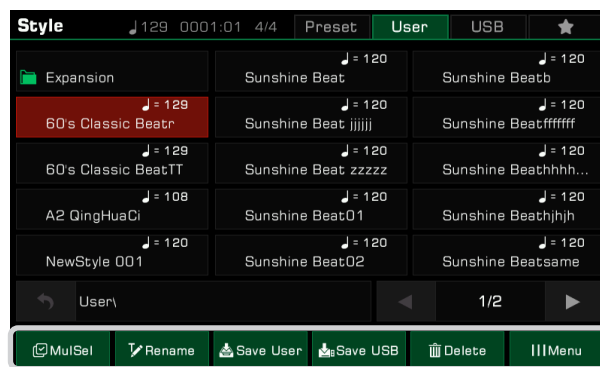 Style ♩129 0001:01 4/4 Preset User USB ★
Expansion
♩= 120
Sunshine Beat
♩= 120
Sunshine Beatb
♩= 129
60's Classic Beatr
♩= 120
Sunshine Beat jjjjjj
♩= 120
Sunshine Beatfffffff
♩= 129
60's Classic BeatTT
♩= 120
Sunshine Beat zzzzz
♩= 120
Sunshine Beathhhh...
♩= 108
A2 QingHuaCi
♩= 120
Sunshine Beat01
♩= 120
Sunshine Beathjhjh
♩= 120
NewStyle 001
♩= 120
Sunshine Beat02
♩= 120
Sunshine Beatsame
User\ 1/2
MulSel Rename Save User Save USB Delete Menu